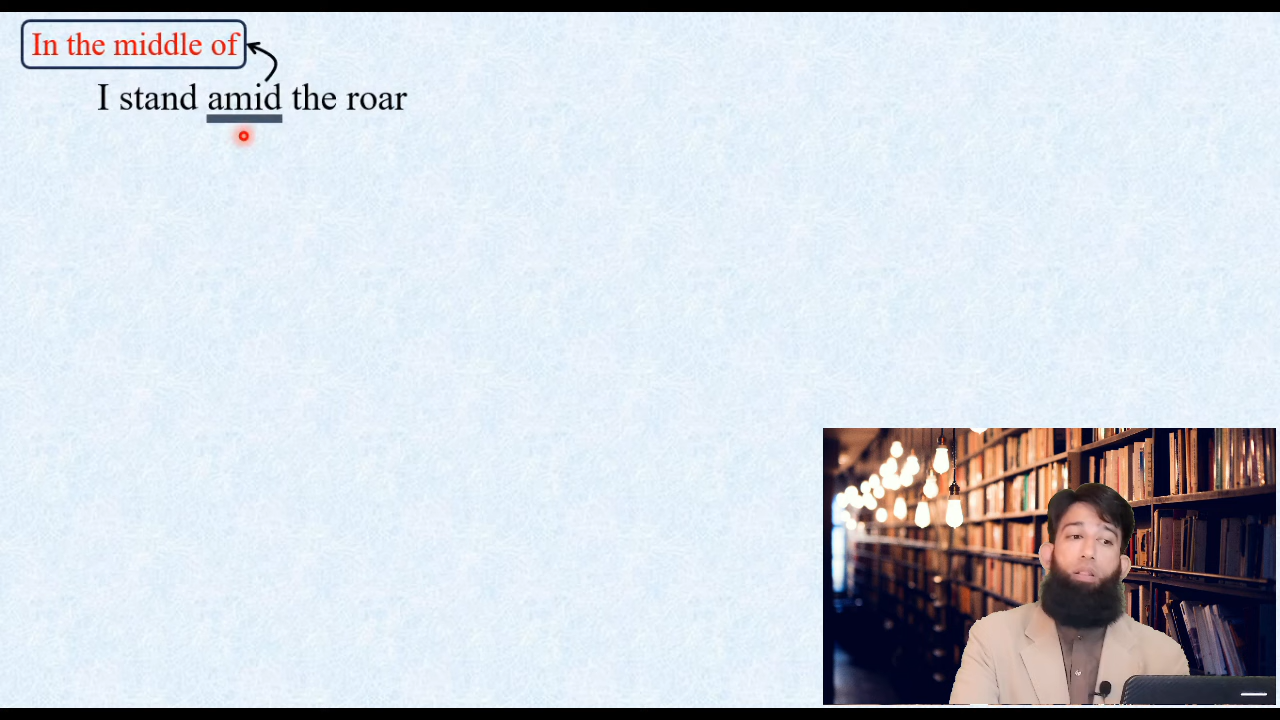 In the middle of
I stand amid the roar